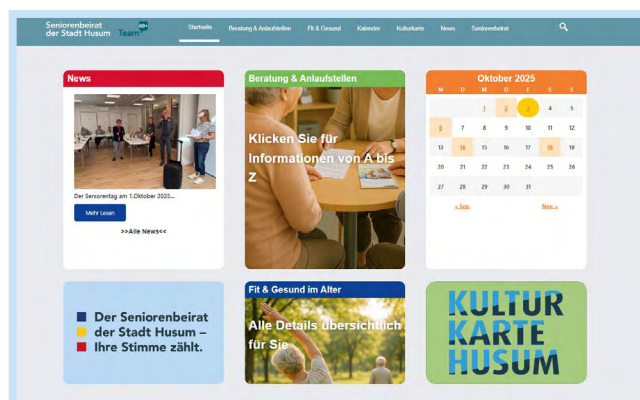 Seniorenbeirat
der Stadt Husum Team 60+
Startseite Beratung & Anlaufstellen Fit & Gesund Kalender Kulturkarte News Seniorenbeirat
News
Der Seniorentag am 1.Oktober 2025...
Mehr Lesen
>>Alle News<<
Beratung & Anlaufstellen
Klicken Sie für
Informationen von A bis
Z
Oktober 2025
M D M D F S S
1 2 3 4 5
6 7 8 9 10 11 12
13 14 15 16 17 18 19
20 21 22 23 24 25 26
27 28 29 30 31
« Sep. Nov. »
Der Seniorenbeirat
der Stadt Husum –
Ihre Stimme zählt.
Fit & Gesund im Alter
Alle Details übersichtlich
für Sie
KULTUR
KARTE
HUSUM